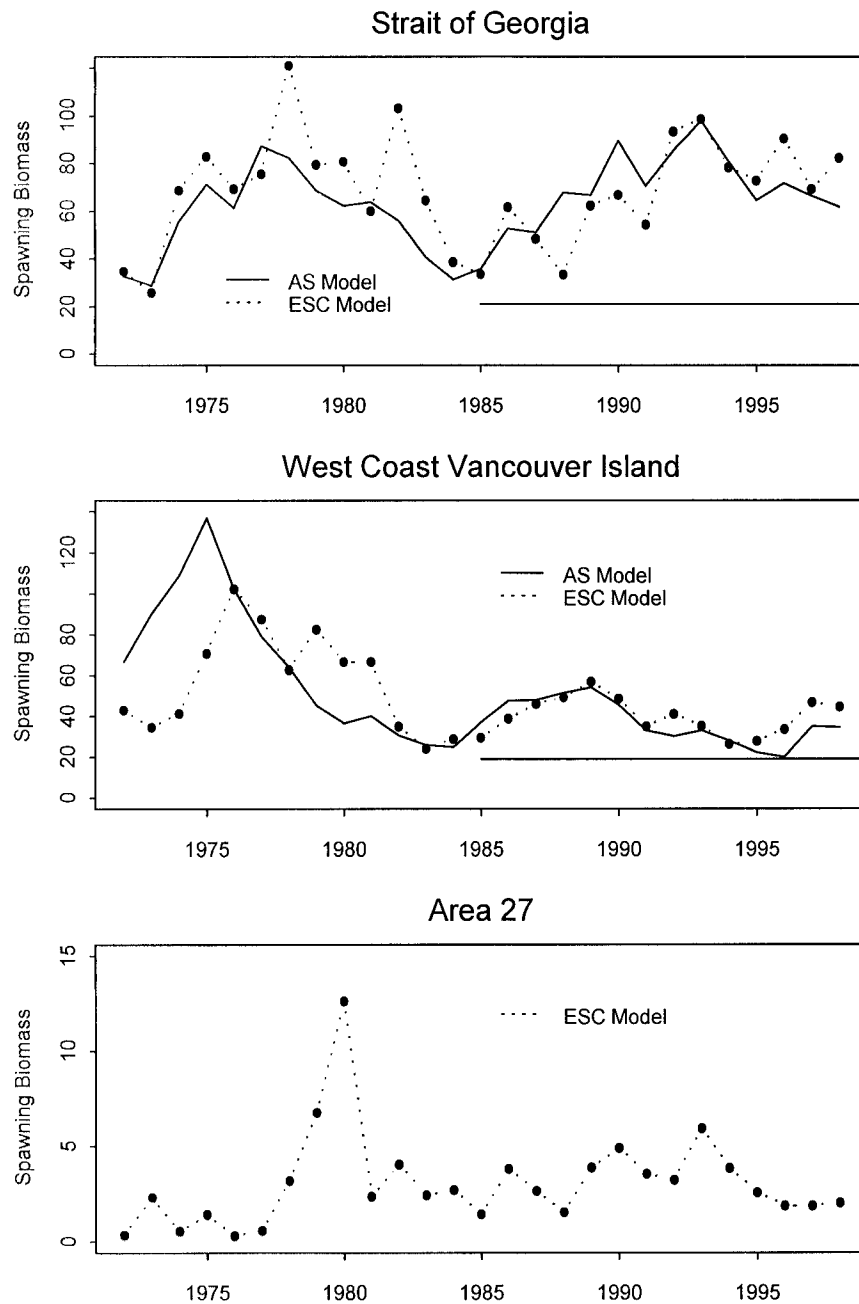 Strait of Georgia
Spawning Biomass
100
80
60
40
20
0
AS Model
ESC Model
1975 1980 1985 1990 1995
West Coast Vancouver Island
Spawning Biomass
120
80
60
40
20
0
AS Model
ESC Model
1975 1980 1985 1990 1995
Area 27
Spawning Biomass
15
10
5
0
ESC Model
1975 1980 1985 1990 1995